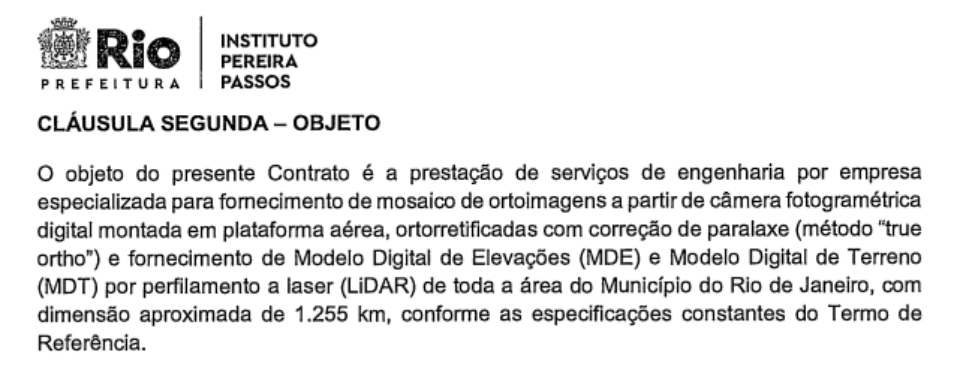 Rio
PREFEITURA
INSTITUTO
PEREIRA
PASSOS
CLÁUSULA SEGUNDA – OBJETO
O objeto do presente Contrato é a prestação de serviços de engenharia por empresa
especializada para fornecimento de mosaico de ortoimagens a partir de câmera fotogramétrica
digital montada em plataforma aérea, ortorretificadas com correção de paralaxe (método “true
ortho”) e fornecimento de Modelo Digital de Elevações (MDE) e Modelo Digital de Terreno
(MDT) por perfilamento a laser (LiDAR) de toda a área do Município do Rio de Janeiro, com
dimensão aproximada de 1.255 km, conforme as especificações constantes do Termo de
Referência.